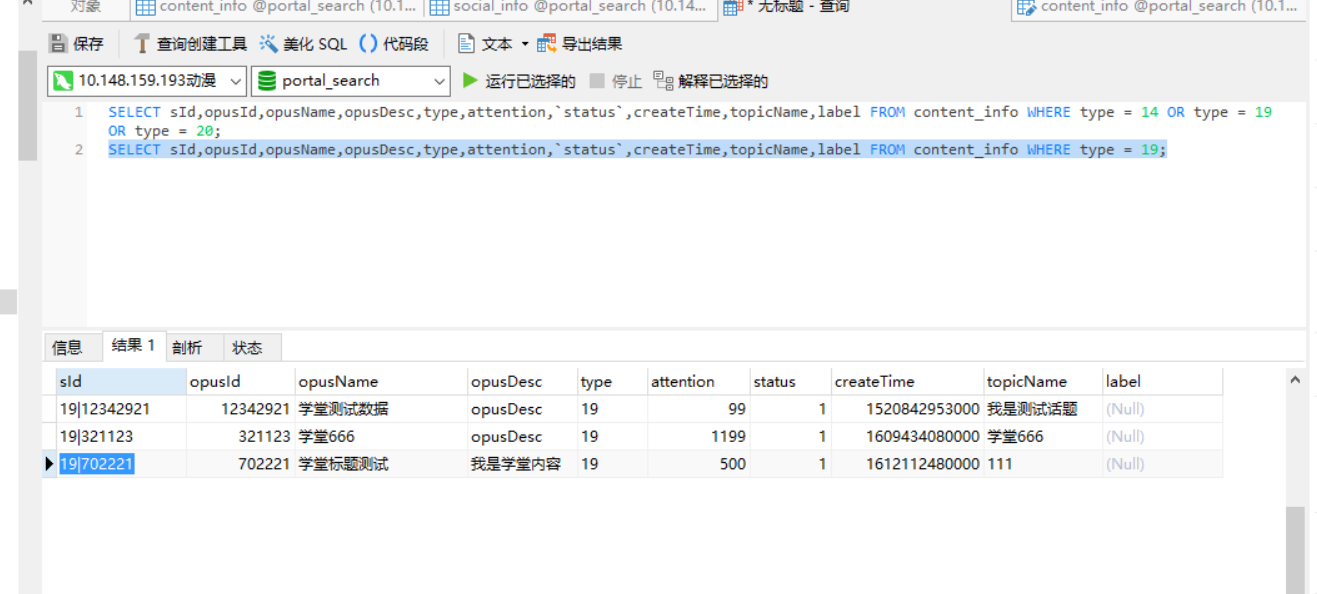 对象 content_info @portal_search (10.1... social_info @portal_search (10.14... * 无标题 - 查询 content_info @portal_search (10.1...
保存 查询创建工具 美化 SQL () 代码段 文本 导出结果
10.148.159.193动漫 portal_search 运行已选择的 停止 解释已选择的
1 SELECT sId,opusId,opusName,opusDesc,type,attention,`status`,createTime,topicName,label FROM content_info WHERE type = 14 OR type = 19
OR type = 20;
2 SELECT sId,opusId,opusName,opusDesc,type,attention,`status`,createTime,topicName,label FROM content_info WHERE type = 19;
信息 结果 1 剖析 状态
sId opusId opusName opusDesc type attention status createTime topicName label
19|12342921 12342921 学堂测试数据 opusDesc 19 99 1 1520842953000 我是测试话题 (Null)
19|321123 321123 学堂666 opusDesc 19 1199 1 1609434080000 学堂666 (Null)
19|702221 702221 学堂标题测试 我是学堂内容 19 500 1 1612112480000 111 (Null)